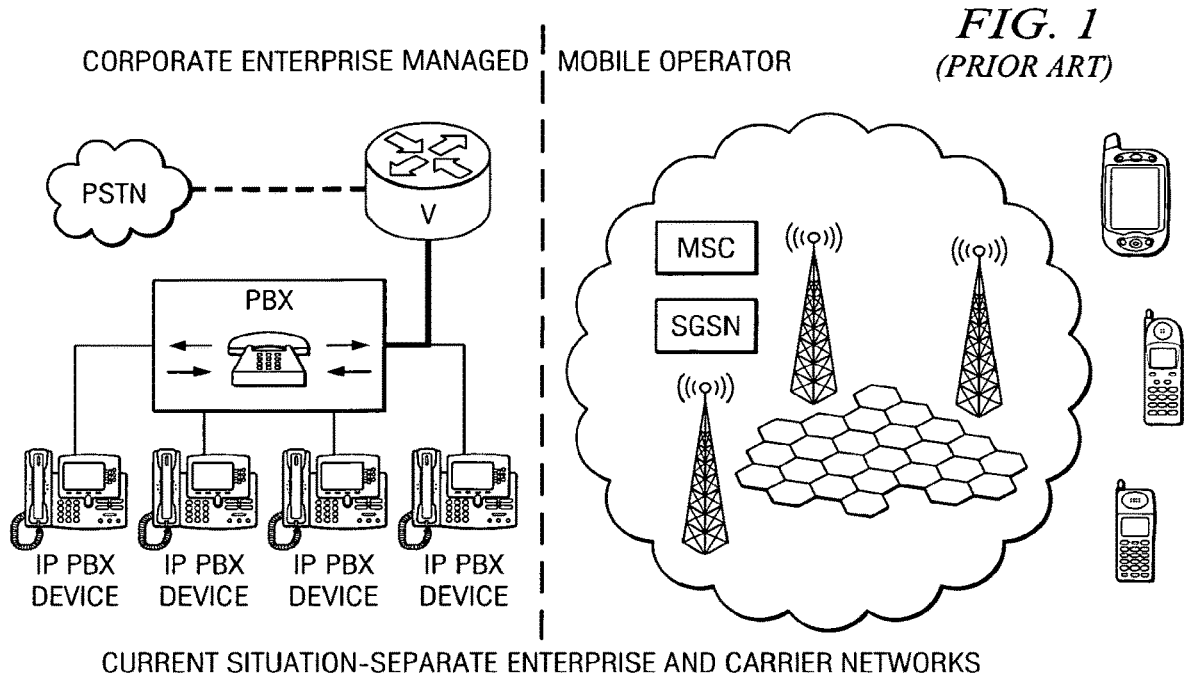 FIG. 1
(PRIOR ART)
CORPORATE ENTERPRISE MANAGED
MOBILE OPERATOR
PSTN
V
PBX
MSC
SGSN
IP PBX
DEVICE
IP PBX
DEVICE
IP PBX
DEVICE
IP PBX
DEVICE
CURRENT SITUATION-SEPARATE ENTERPRISE AND CARRIER NETWORKS